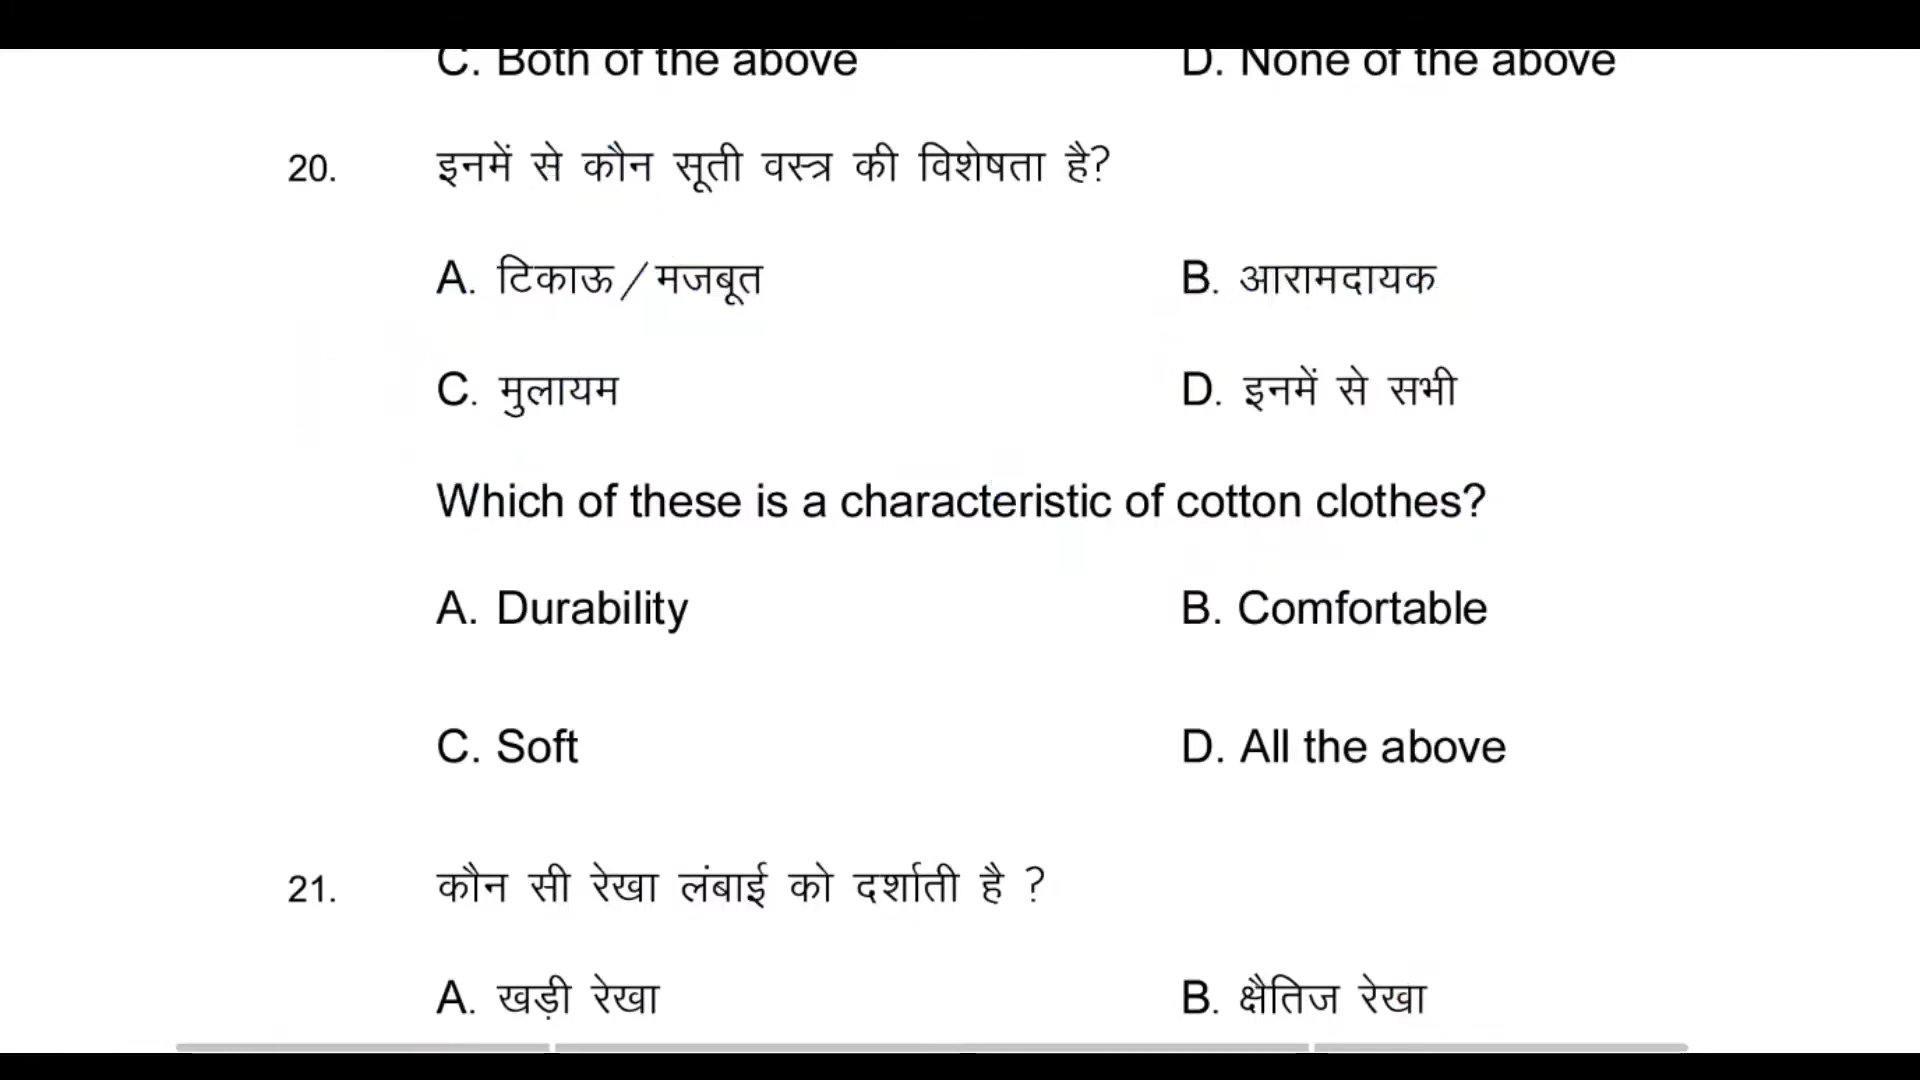 C. Both of the above D. None of the above
20. इनमें से कौन सूती वस्त्र की विशेषता है?
A. टिकाऊ/मजबूत B. आरामदायक
C. मुलायम D. इनमें से सभी
Which of these is a characteristic of cotton clothes?
A. Durability B. Comfortable
C. Soft D. All the above
21. कौन सी रेखा लंबाई को दर्शाती है ?
A. खड़ी रेखा B. क्षैतिज रेखा